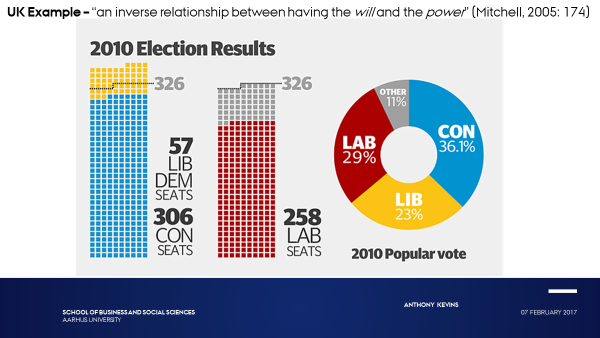 UK Example – “an inverse relationship between having the will and the power” (Mitchell, 2005: 174)
2010 Election Results
326
57
LIB
DEM
SEATS
306
CON
SEATS
326
258
LAB
SEATS
OTHER
11%
CON
36.1%
LAB
29%
LIB
23%
2010 Popular vote
SCHOOL OF BUSINESS AND SOCIAL SCIENCES
AARHUS UNIVERSITY
ANTHONY KEVINS
07 FEBRUARY 2017